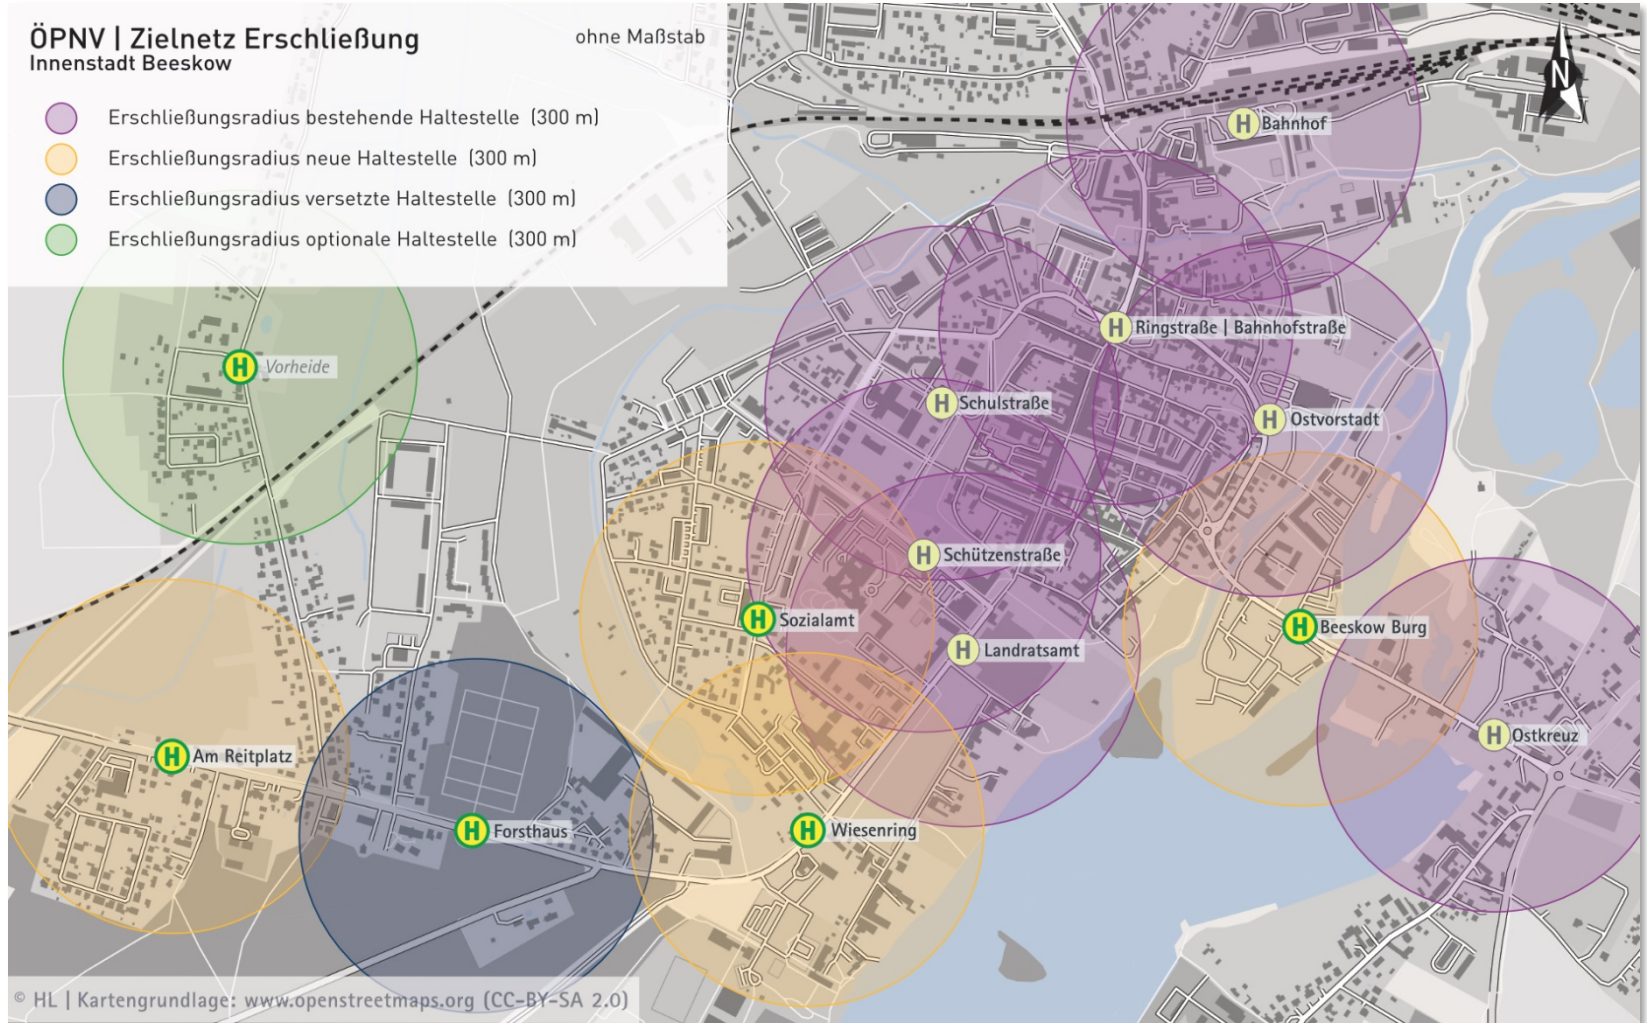 ÖPNV | Zielnetz Erschließung
ohne Maßstab
Innenstadt Beeskow
Erschließungsradius bestehende Haltestelle (300 m)
Erschließungsradius neue Haltestelle (300 m)
Erschließungsradius versetzte Haltestelle (300 m)
Erschließungsradius optionale Haltestelle (300 m)
N
H Bahnhof
H Ringstraße | Bahnhofstraße
H Vorheide
H Schulstraße
H Ostvorstadt
H Schützenstraße
H Sozialamt
H Beeskow Burg
H Landratsamt
H Ostkreuz
H Am Reitplatz
H Forsthaus
H Wiesenring
© HL | Kartengrundlage: www.openstreetmaps.org (CC-BY-SA 2.0)